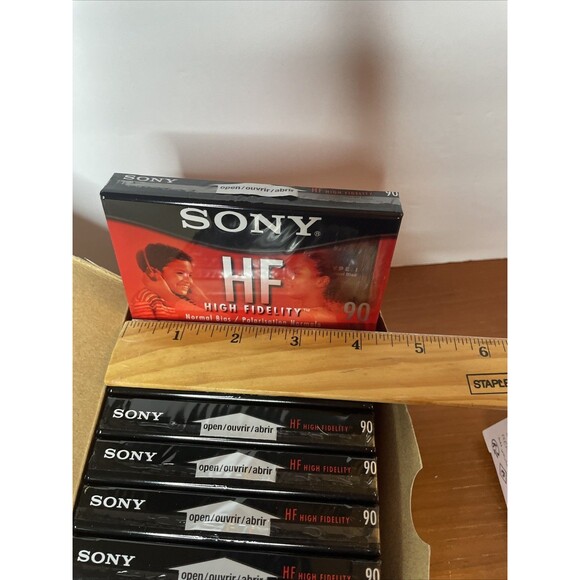 SONY open/ouvrir/abrir HF HIGH FIDELITY 90
SONY®
HF
HIGH FIDELITY™ 90
Normal Bias / Polarisation Normale
1 2 3 4 5 6
STAPLE
SONY open/ouvrir/abrir HF HIGH FIDELITY 90
SONY open/ouvrir/abrir HF HIGH FIDELITY 90
SONY open/ouvrir/abrir HF HIGH FIDELITY 90
SONY open/ouvrir/abrir HF HIGH FIDELITY 90